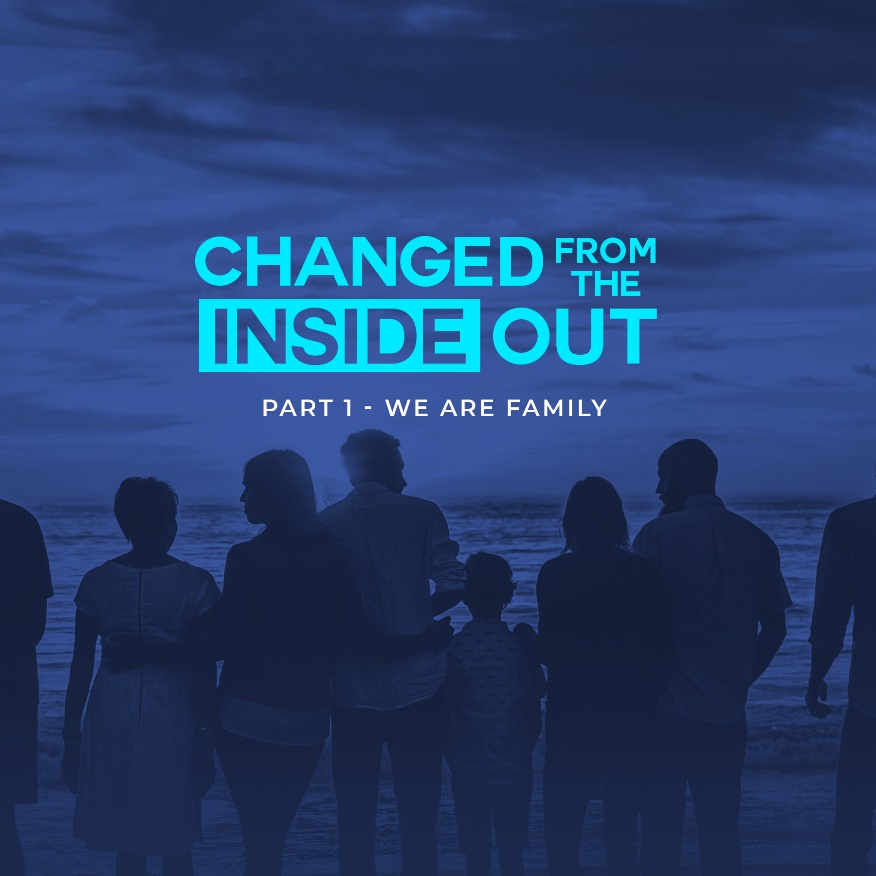 CHANGED FROM THE
INSIDE OUT
PART 1 - WE ARE FAMILY